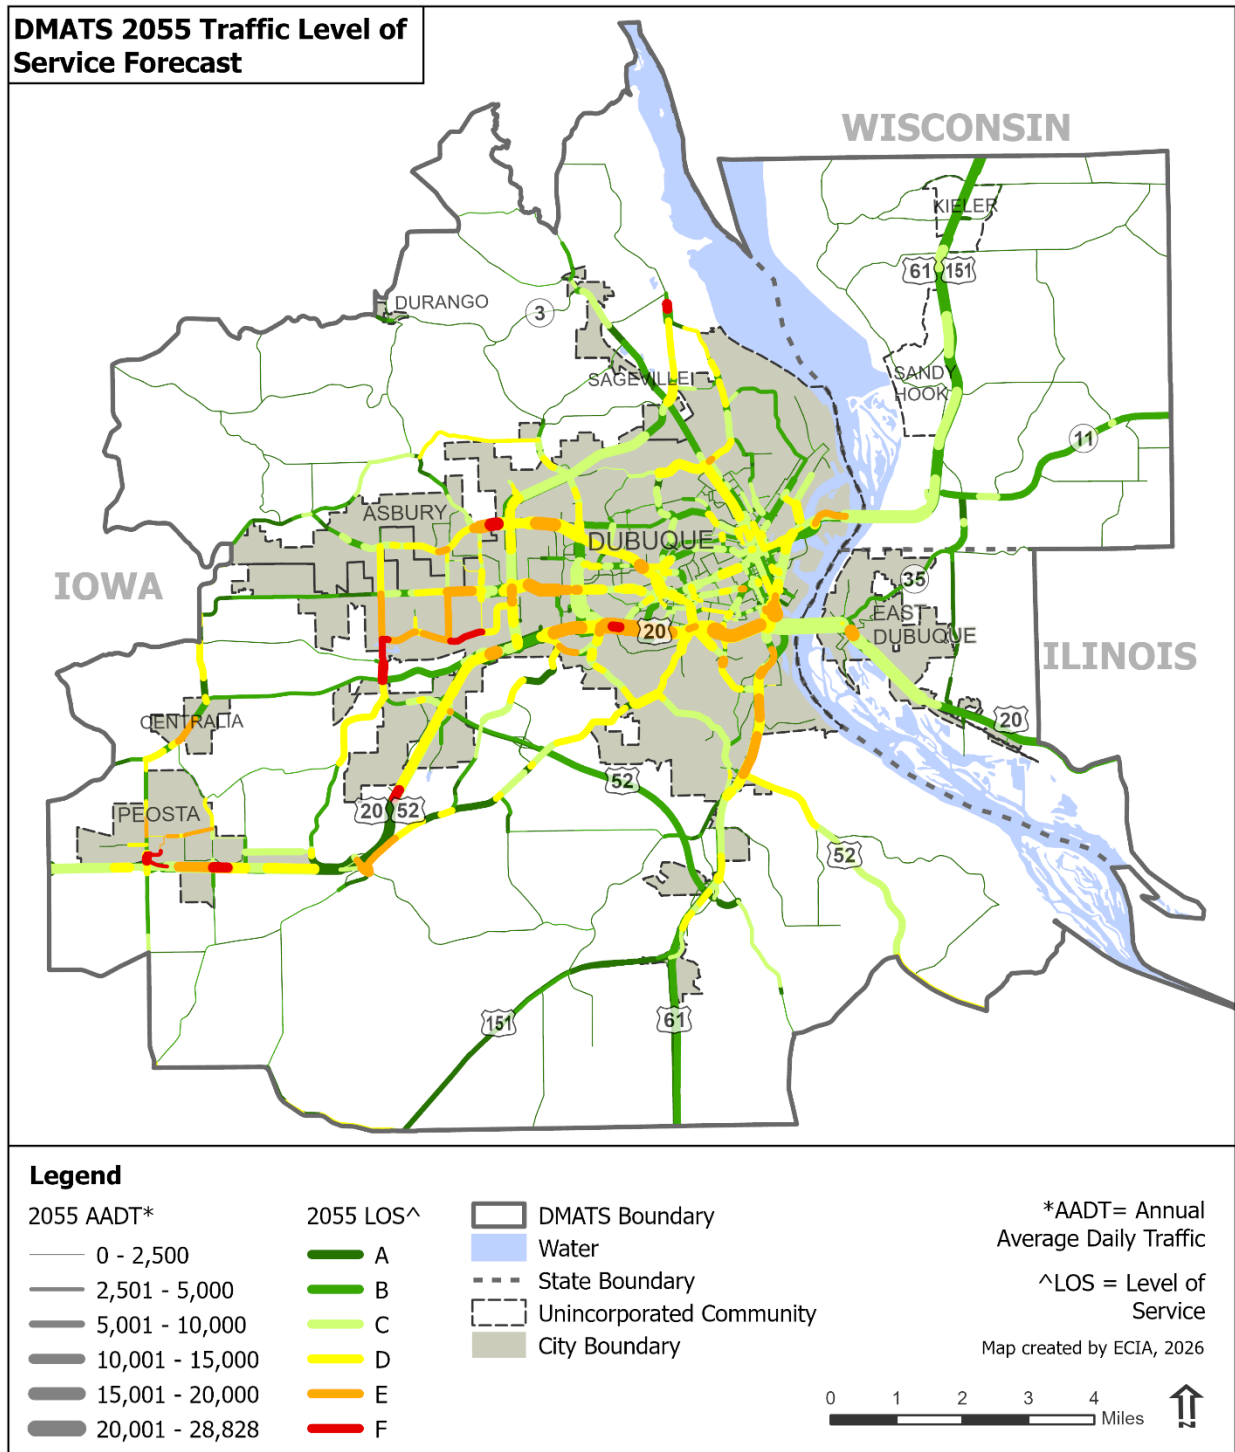 DMATS 2055 Traffic Level of
Service Forecast
WISCONSIN
KIELER
61 151
DURANGO
3
SAGEVILLE
SANDY
HOOK
11
ASBURY
DUBUQUE
IOWA
35
EAST
DUBUQUE
20
ILINOIS
CENTRALIA
20
52
PEOSTA
20 52
52
151
61
Legend
2055 AADT*
0 - 2,500
2,501 - 5,000
5,001 - 10,000
10,001 - 15,000
15,001 - 20,000
20,001 - 28,828
2055 LOS^
A
B
C
D
E
F
DMATS Boundary
Water
State Boundary
Unincorporated Community
City Boundary
*AADT= Annual
Average Daily Traffic
^LOS = Level of
Service
Map created by ECIA, 2026
0 1 2 3 4
Miles
N